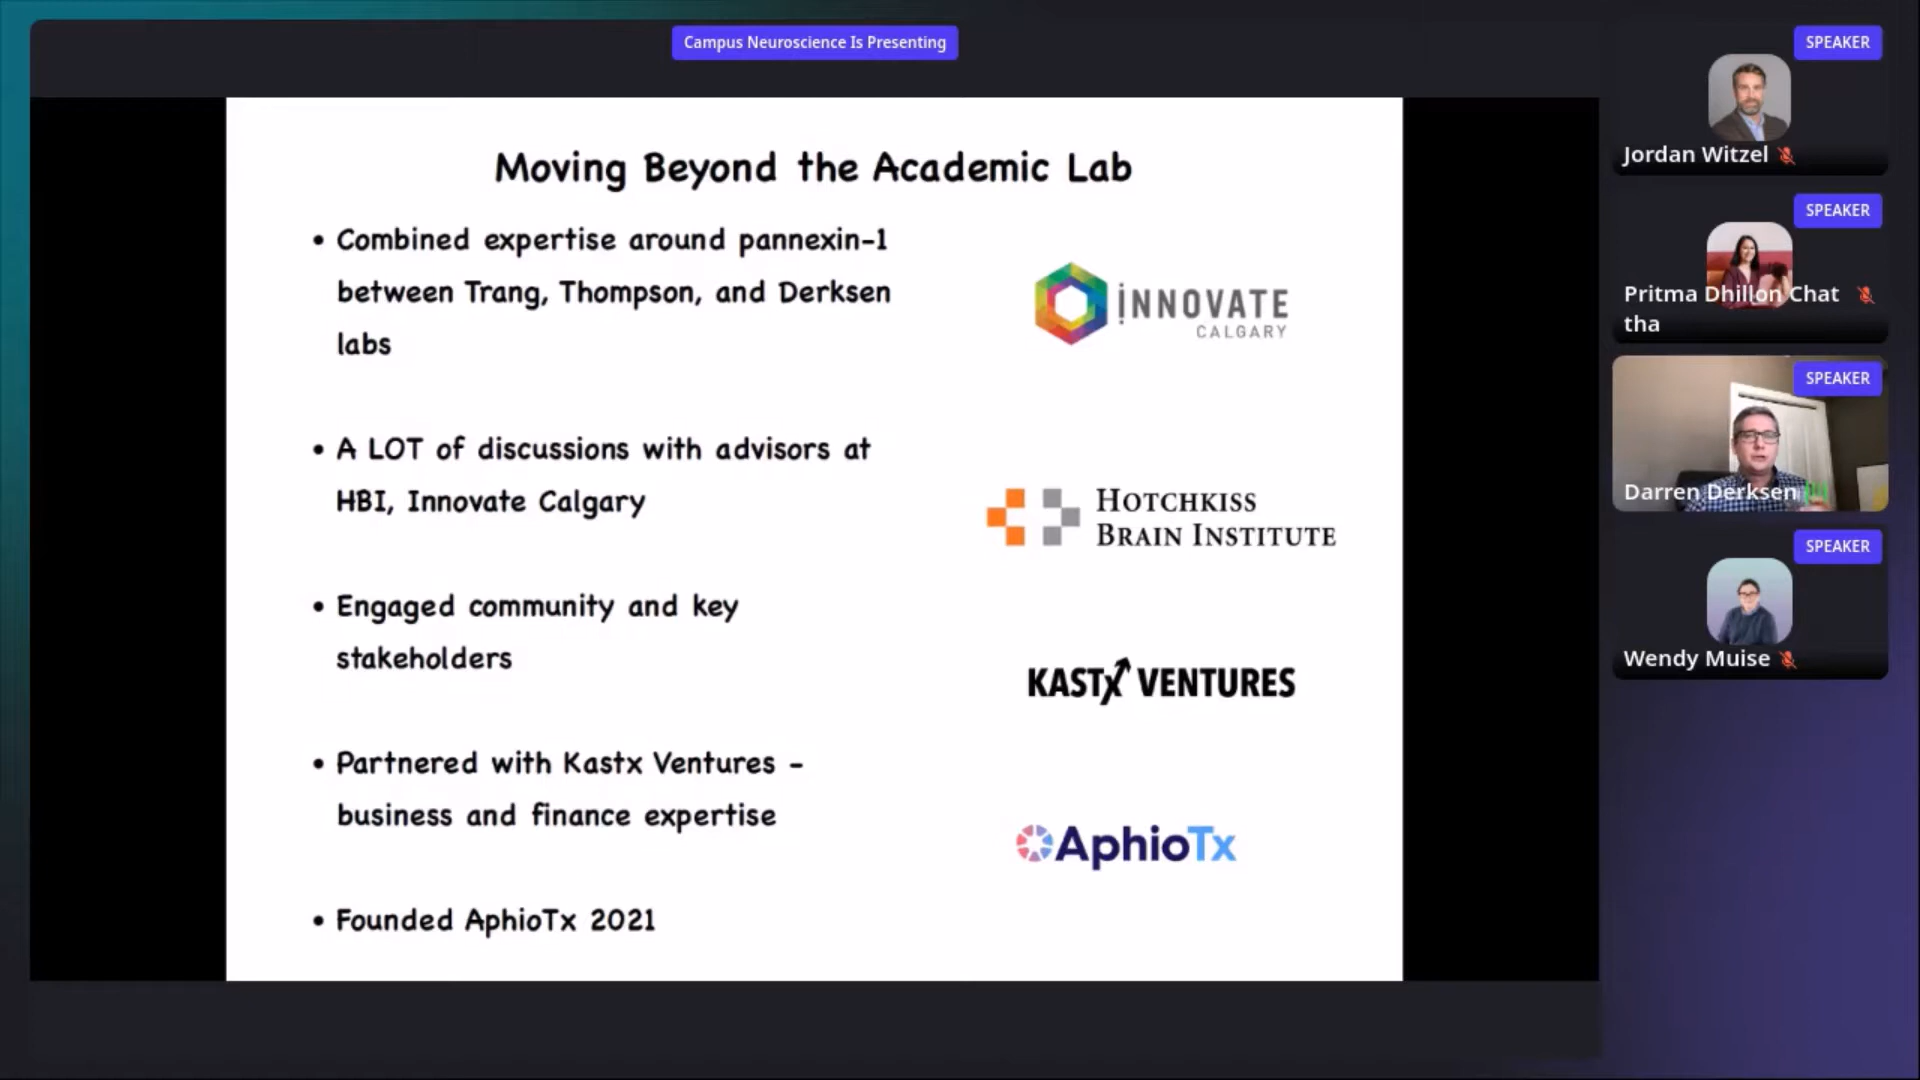 Campus Neuroscience Is Presenting
Moving Beyond the Academic Lab
• Combined expertise around pannexin-1
between Trang, Thompson, and Derksen
labs
• A LOT of discussions with advisors at
HBI, Innovate Calgary
• Engaged community and key
stakeholders
• Partnered with Kastx Ventures -
business and finance expertise
• Founded AphioTx 2021
INNOVATE
CALGARY
HOTCHKISS
BRAIN INSTITUTE
KASTX VENTURES
AphioTx
SPEAKER
Jordan Witzel
SPEAKER
Pritma Dhillon Chat
tha
SPEAKER
Darren Derksen
SPEAKER
Wendy Muise